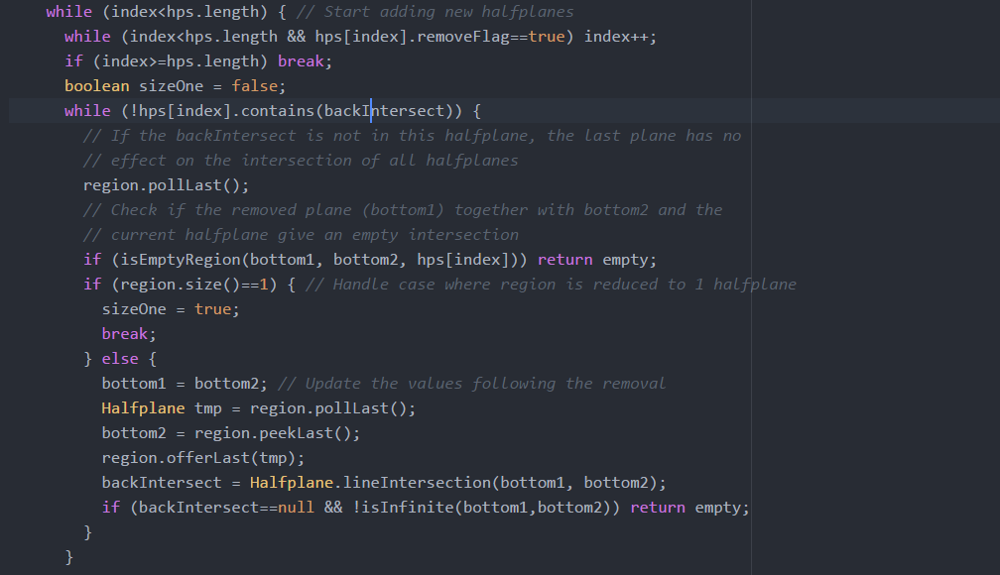 while (index<hps.length) { // Start adding new halfplanes
while (index<hps.length && hps[index].removeFlag==true) index++;
if (index>=hps.length) break;
boolean sizeOne = false;
while (!hps[index].contains(backIntersect)) {
// If the backIntersect is not in this halfplane, the last plane has no
// effect on the intersection of all halfplanes
region.pollLast();
// Check if the removed plane (bottom1) together with bottom2 and the
// current halfplane give an empty intersection
if (isEmptyRegion(bottom1, bottom2, hps[index])) return empty;
if (region.size()==1) { // Handle case where region is reduced to 1 halfplane
sizeOne = true;
break;
} else {
bottom1 = bottom2; // Update the values following the removal
Halfplane tmp = region.pollLast();
bottom2 = region.peekLast();
region.offerLast(tmp);
backIntersect = Halfplane.lineIntersection(bottom1, bottom2);
if (backIntersect==null && !isInfinite(bottom1,bottom2)) return empty;
}
}